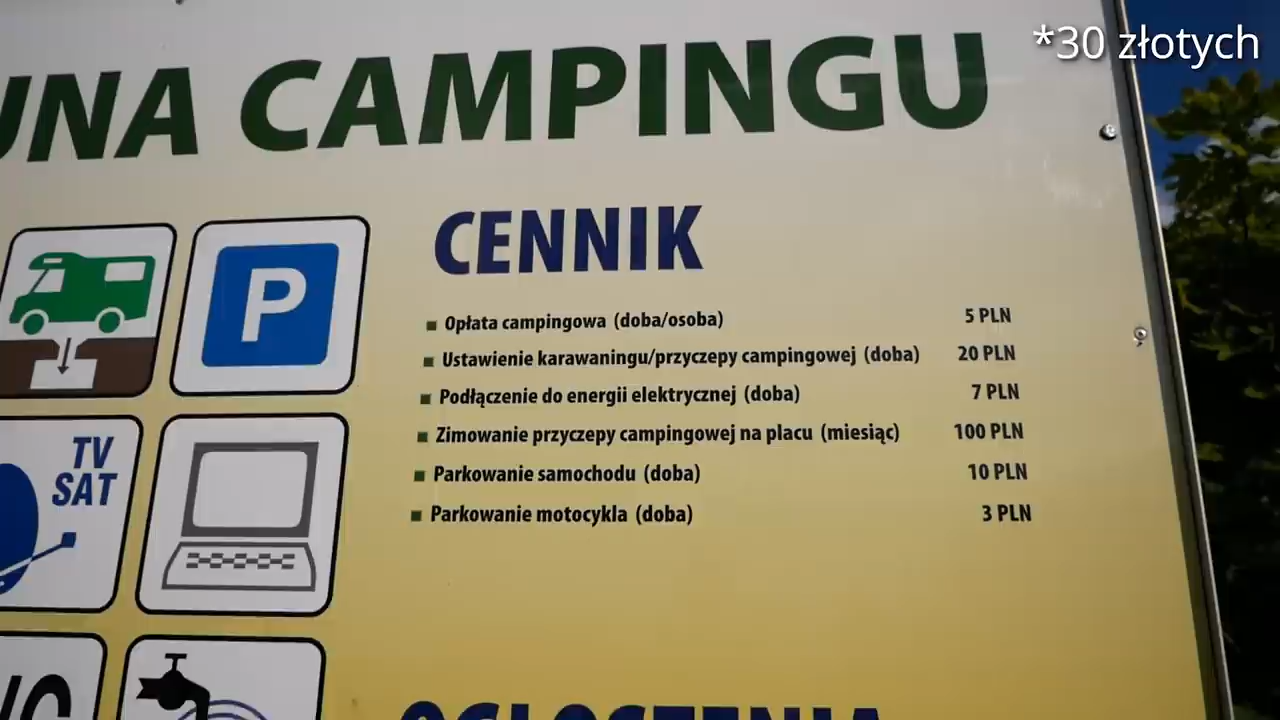 *30 złotych
UNA CAMPINGU
CENNIK
P
Opłata campingowa (doba/osoba) 5 PLN
Ustawienie karawaningu/przyczepy campingowej (doba) 20 PLN
Podłączenie do energii elektrycznej (doba) 7 PLN
Zimowanie przyczepy campingowej na placu (miesiąc) 100 PLN
Parkowanie samochodu (doba) 10 PLN
Parkowanie motocykla (doba) 3 PLN
TV
SAT
OGŁOSZENIA